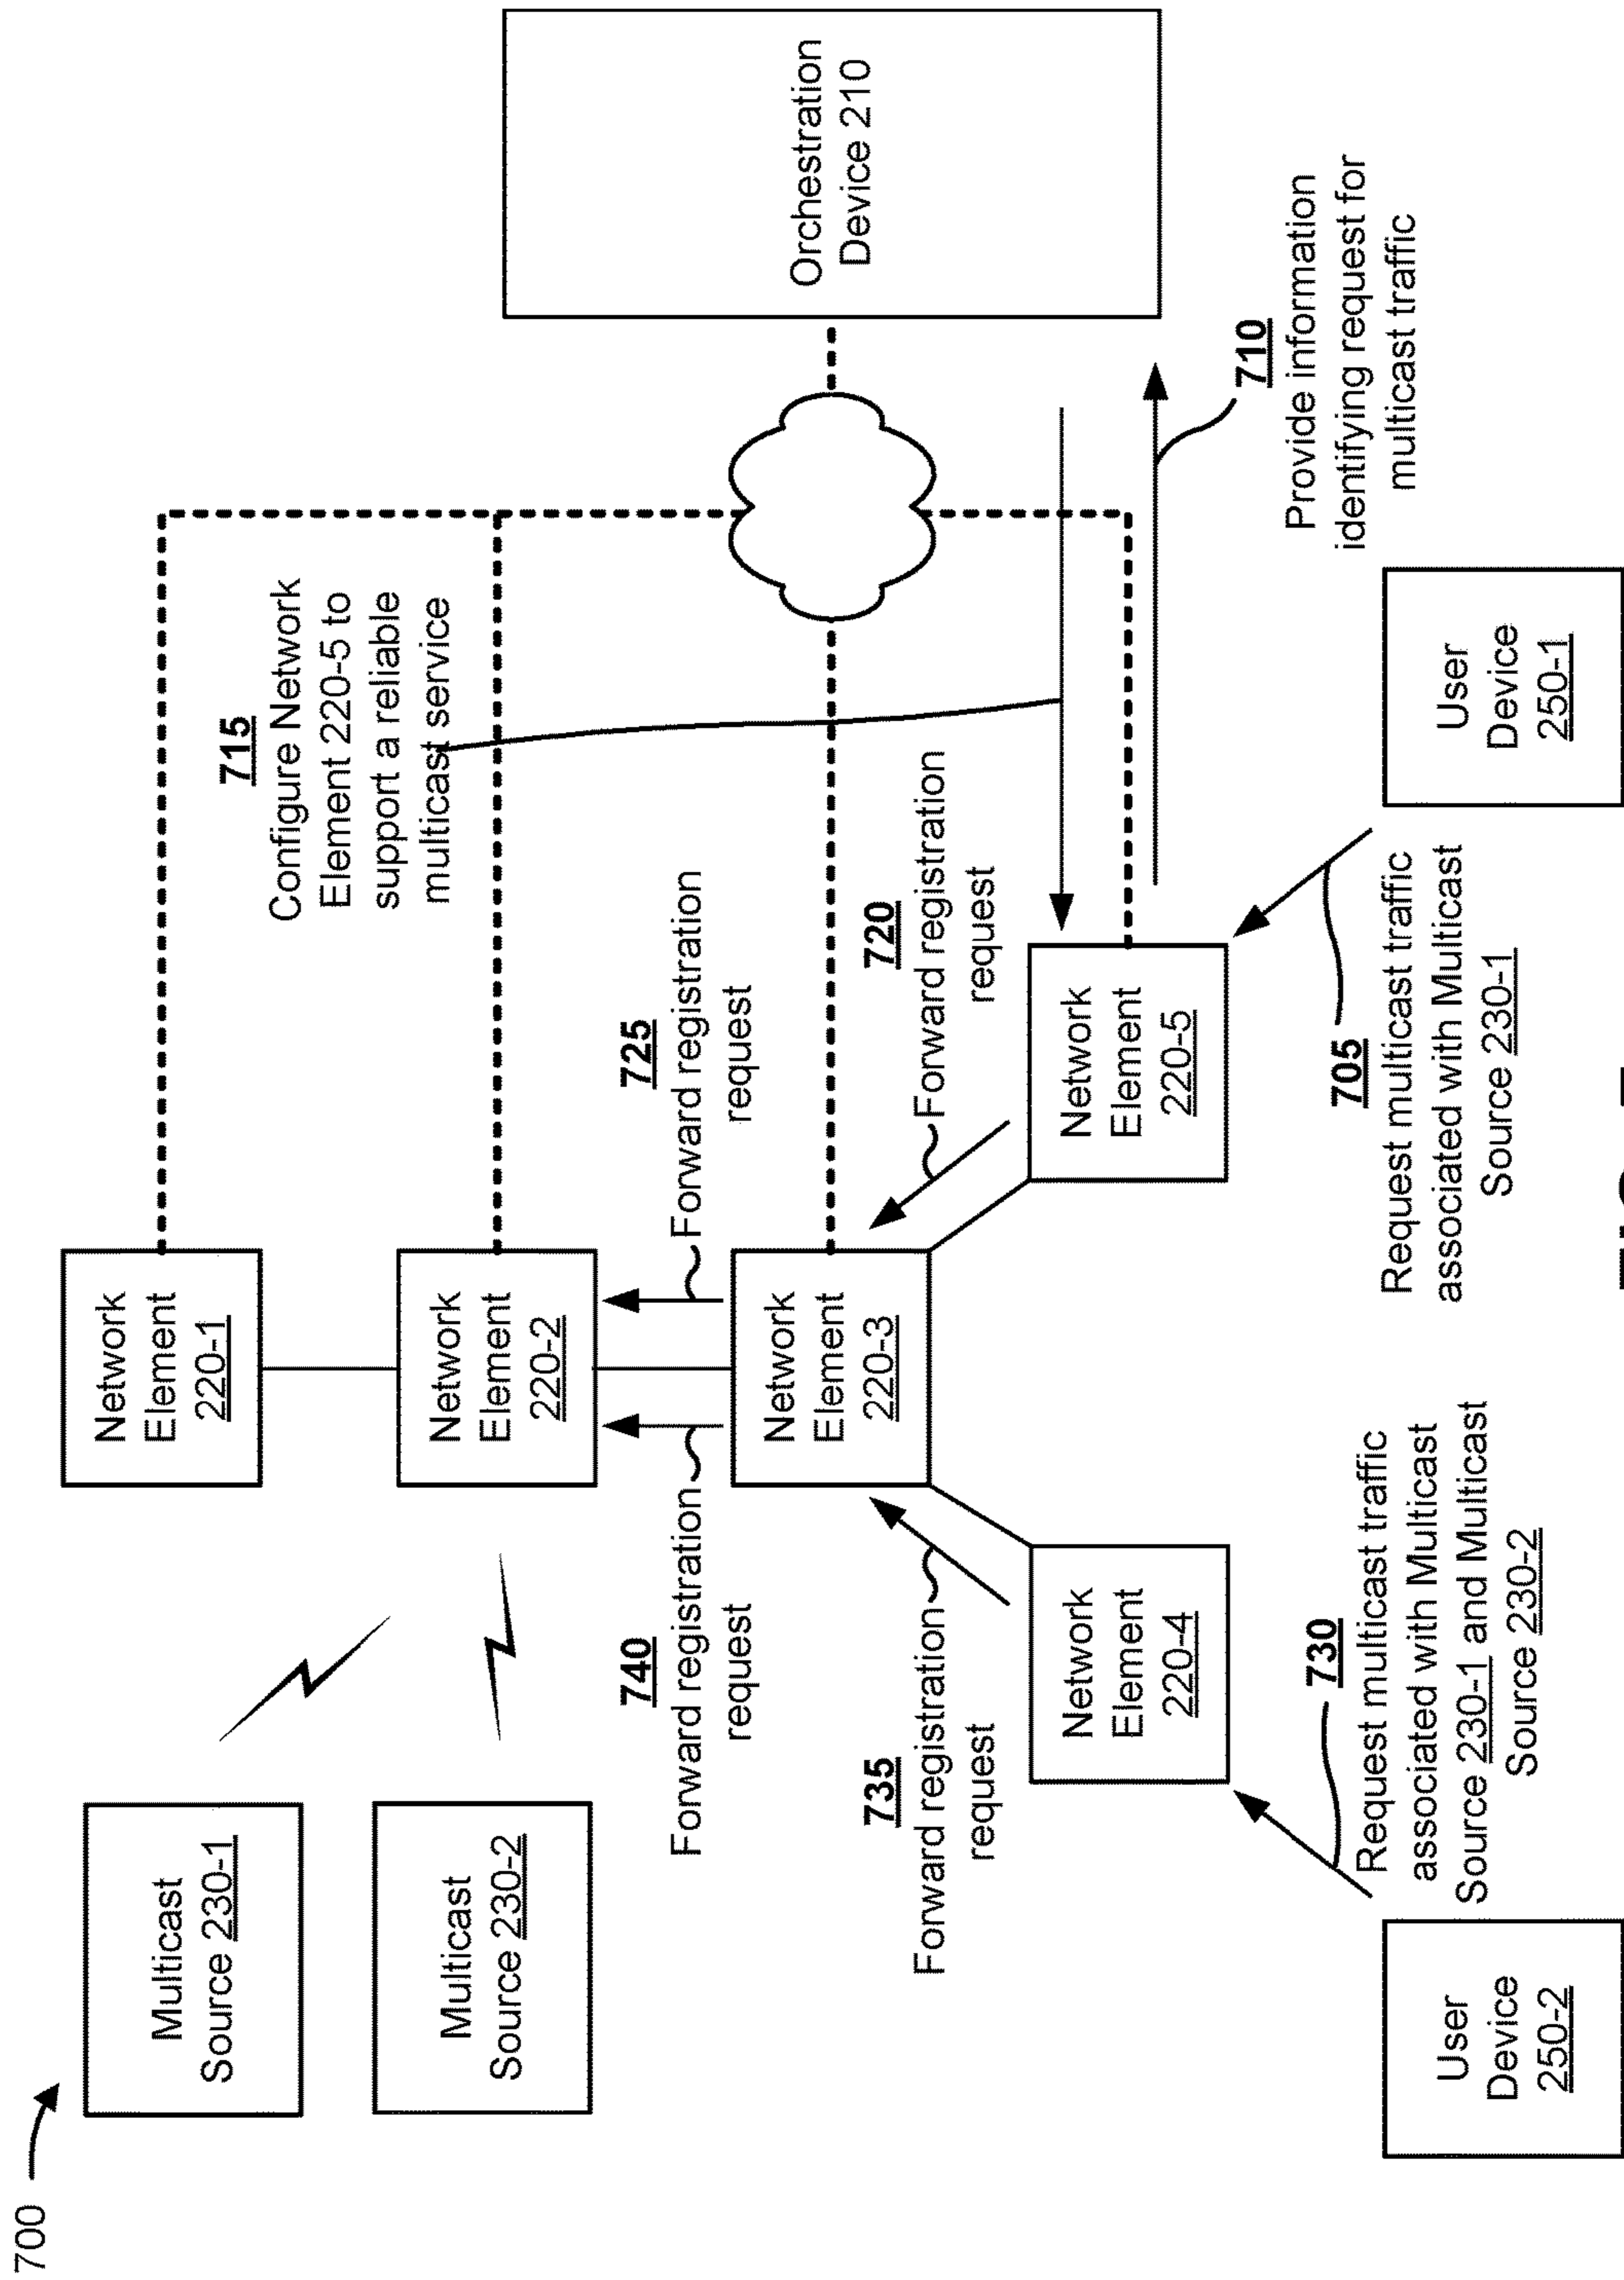 700
Multicast
Source 230-1
Multicast
Source 230-2
Network
Element
220-1
Network
Element
220-2
Network
Element
220-3
Network
Element
220-4
Network
Element
220-5
Orchestration
Device 210
715
Configure Network
Element 220-5 to
support a reliable
multicast service
740
Forward registration
request
725
Forward registration
request
735
Forward registration
request
720
Forward registration
request
710
Provide information
identifying request for
multicast traffic
730
Request multicast traffic
associated with Multicast
Source 230-1 and Multicast
Source 230-2
705
Request multicast traffic
associated with Multicast
Source 230-1
User
Device
250-2
User
Device
250-1